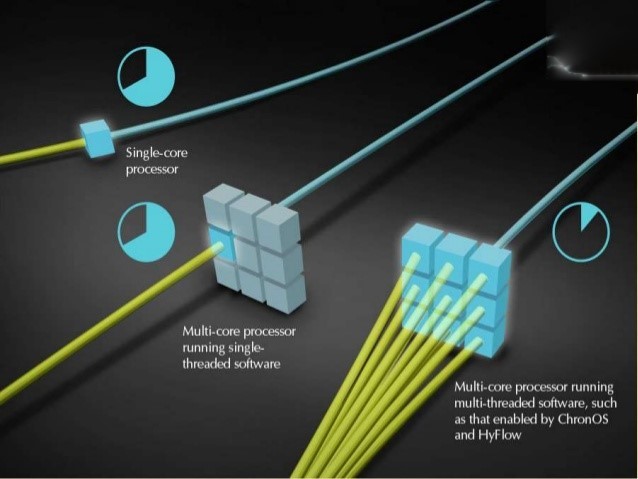 Single-core
processor
Multi-core processor
running single-
threaded software
Multi-core processor running
multi-threaded software, such
as that enabled by ChronOS
and HyFlow